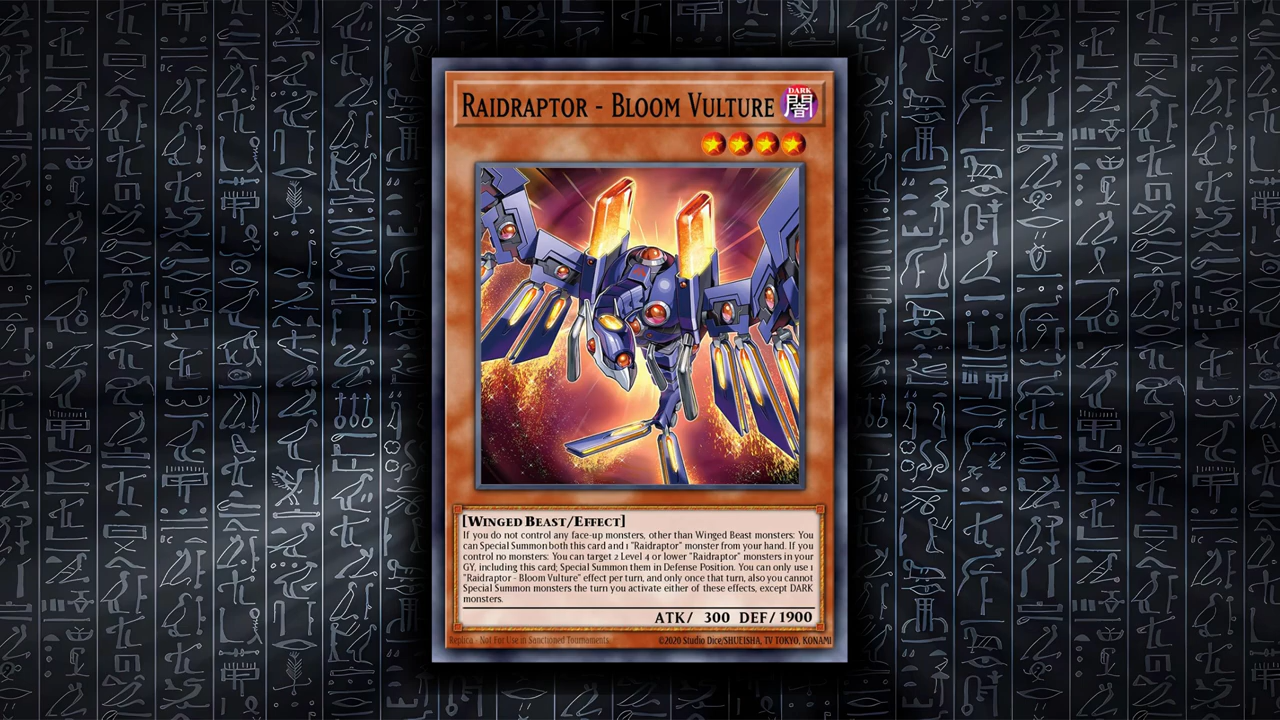 RAIDRAPTOR - BLOOM VULTURE
DARK
闇
[WINGED BEAST/EFFECT]
If you do not control any face-up monsters, other than Winged Beast monsters: You
can Special Summon both this card and 1 "Raidraptor" monster from your hand. If you
control no monsters: You can target 2 Level 4 or lower "Raidraptor" monsters in your
GY, including this card; Special Summon them in Defense Position. You can only use 1
"Raidraptor - Bloom Vulture" effect per turn, and only once that turn, also you cannot
Special Summon monsters the turn you activate either of these effects, except DARK
monsters.
ATK/ 300 DEF/1900
Replica - Not For Use in Sanctioned Tournaments
©2020 Studio Dice/SHUEISHA, TV TOKYO, KONAMI